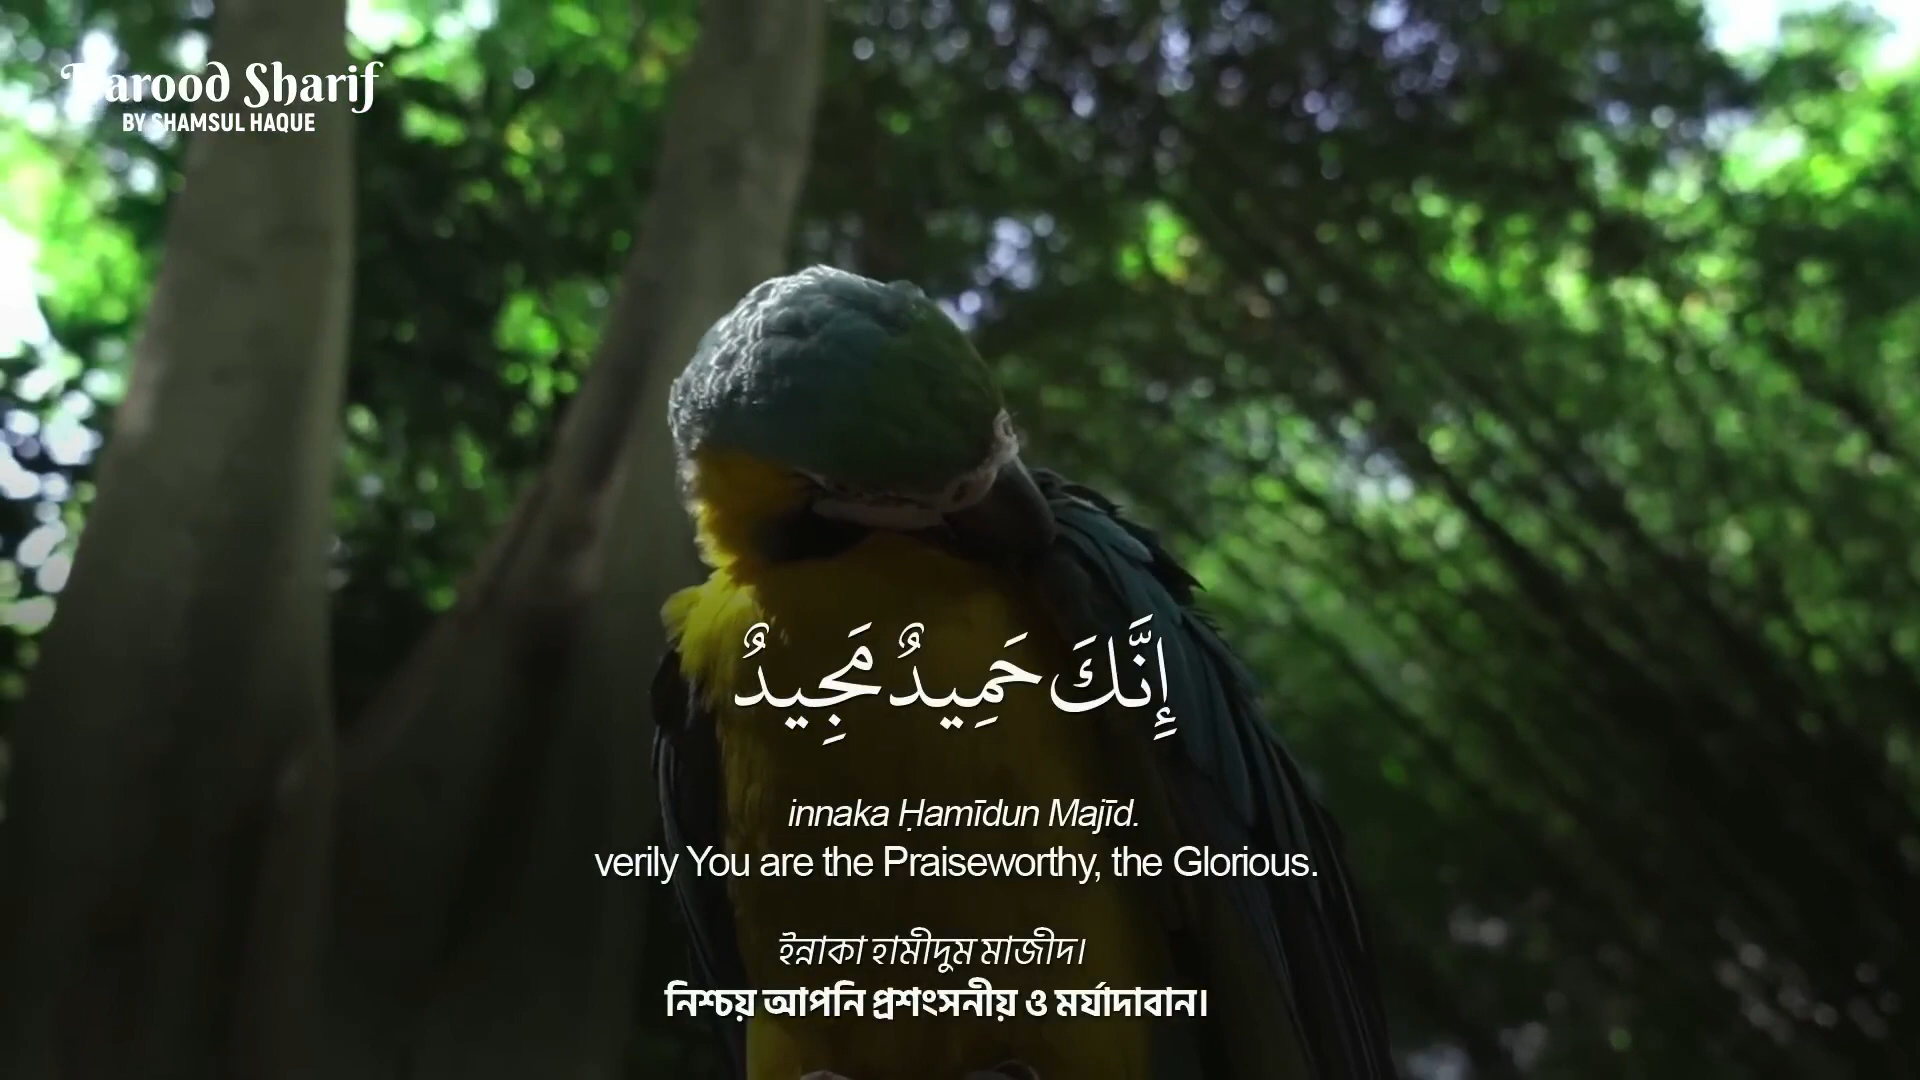 Darood Sharif
BY SHAMSUL HAQUE
إِنَّكَ حَمِيدٌ مَجِيدٌ
innaka Ḥamīdun Majīd.
verily You are the Praiseworthy, the Glorious.
ইন্নাকা হামীদুম মাজীদ।
নিশ্চয় আপনি প্রশংসনীয় ও মর্যাদাবান।